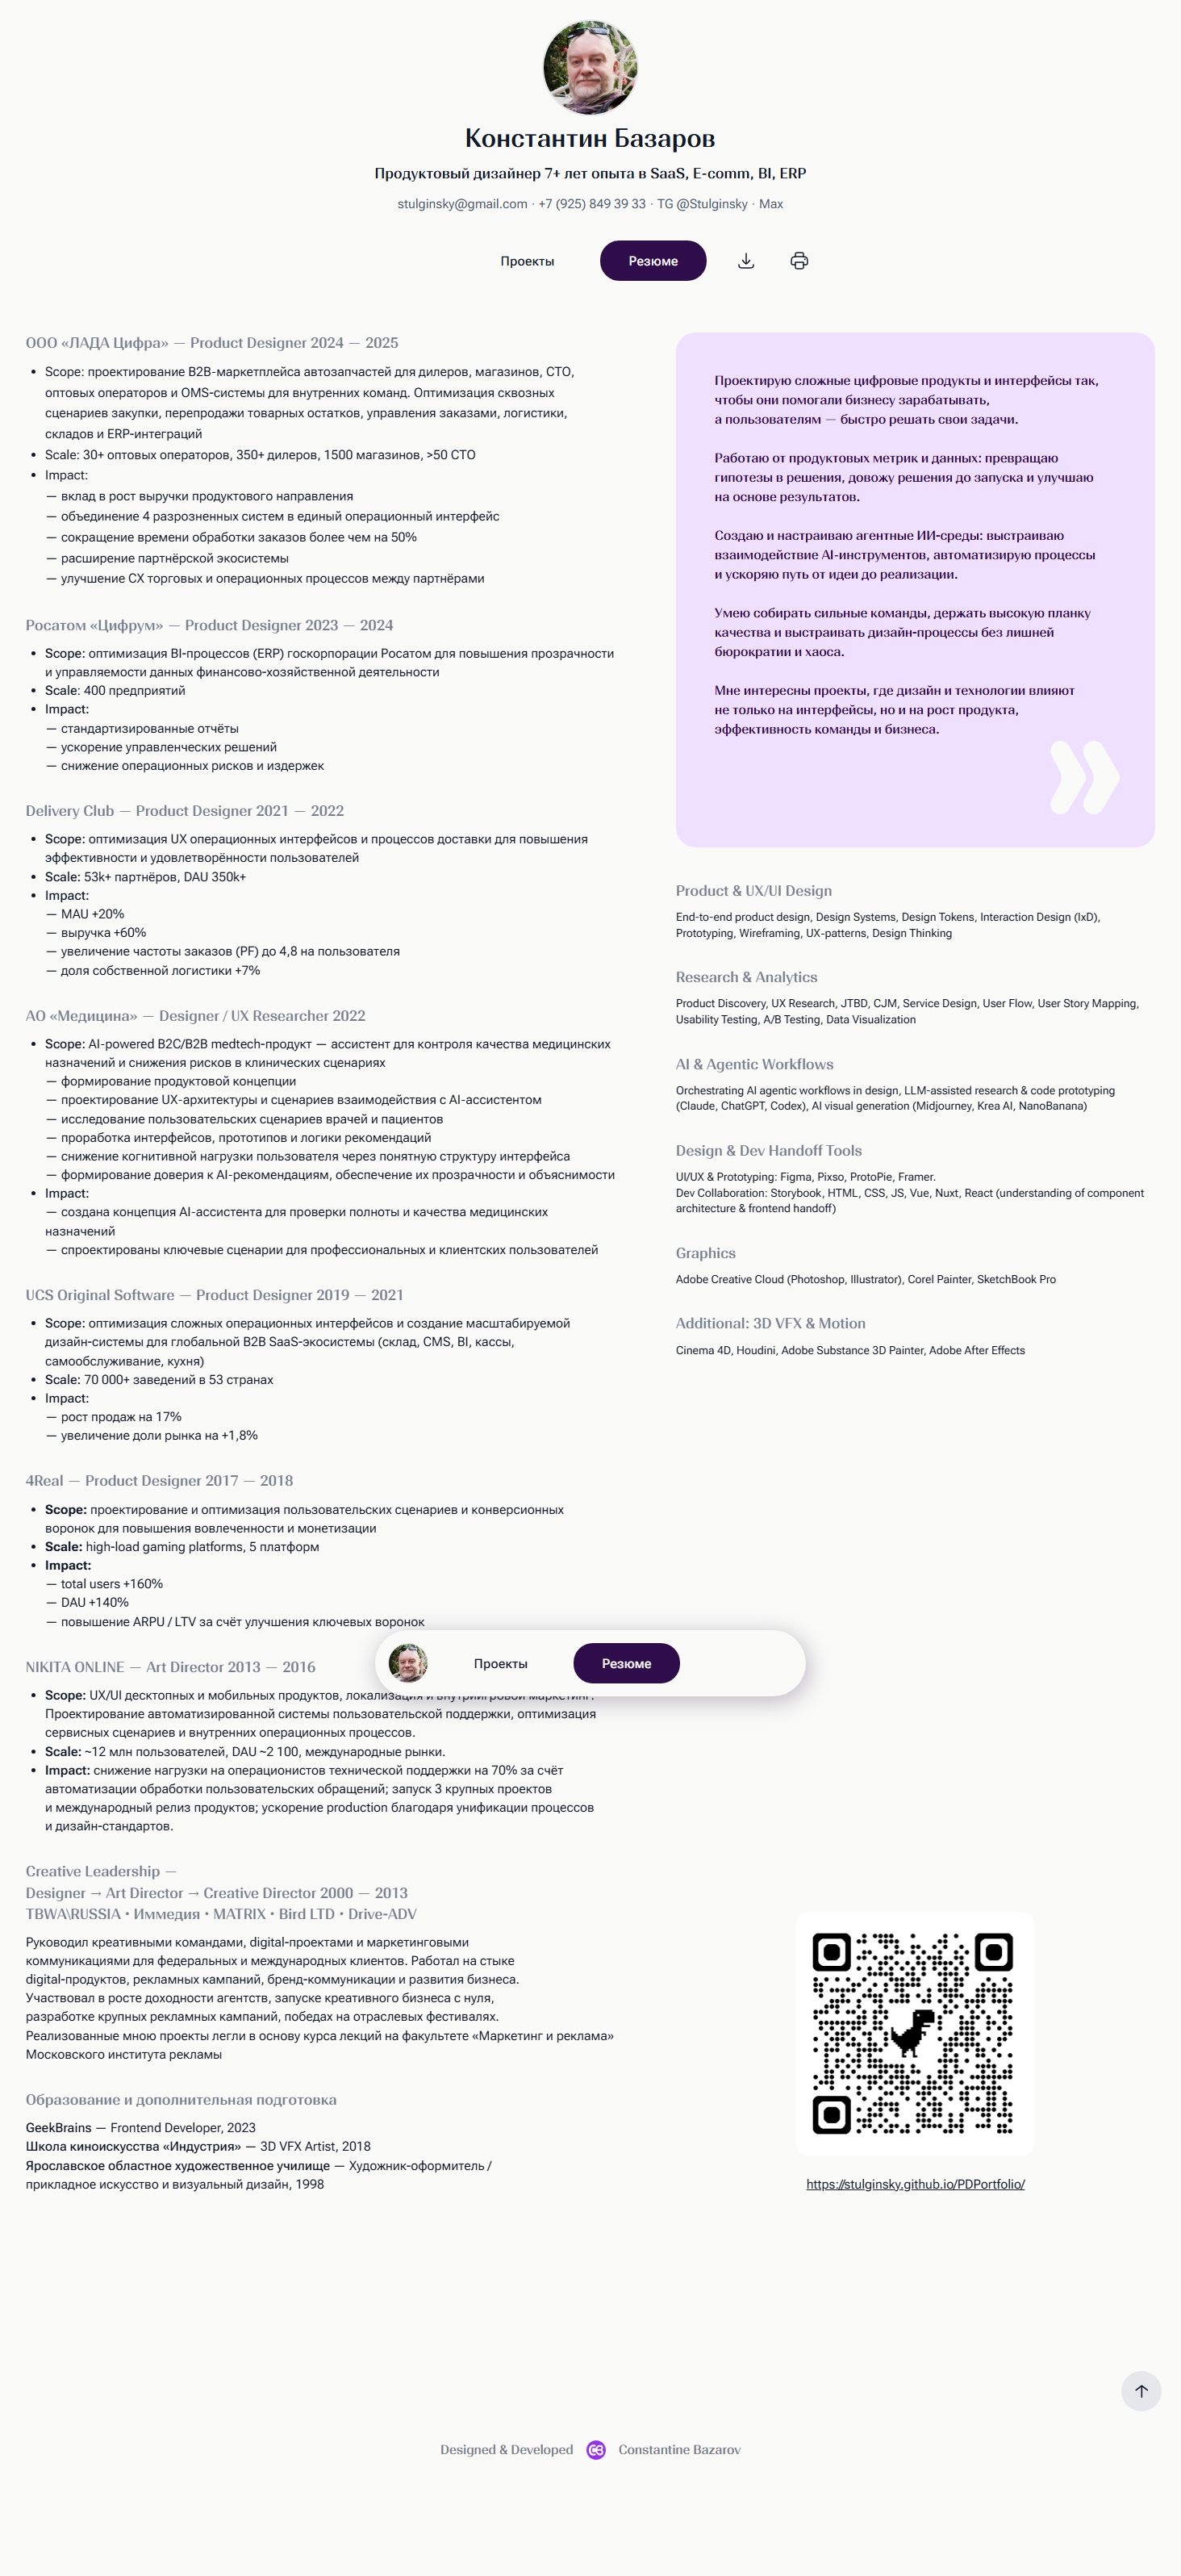 Константин Базаров
Продуктовый дизайнер 7+ лет опыта в SaaS, E-comm, BI, ERP
stulginsky@gmail.com · +7 (925) 849 39 33 · TG @Stulginsky · Max
Проекты
Резюме
ООО «ЛАДА Цифра» — Product Designer 2024 — 2025
• Scope: проектирование B2B-маркетплейса автозапчастей для дилеров, магазинов, СТО,
оптовых операторов и OMS-системы для внутренних команд. Оптимизация сквозных
сценариев закупки, перепродажи товарных остатков, управления заказами, логистики,
складов и ERP-интеграций
• Scale: 30+ оптовых операторов, 350+ дилеров, 1500 магазинов, >50 СТО
• Impact:
— вклад в рост выручки продуктового направления
— объединение 4 разрозненных систем в единый операционный интерфейс
— сокращение времени обработки заказов более чем на 50%
— расширение партнёрской экосистемы
— улучшение CX торговых и операционных процессов между партнёрами
Росатом «Цифрум» — Product Designer 2023 — 2024
• Scope: оптимизация BI-процессов (ERP) госкорпорации Росатом для повышения прозрачности
и управляемости данных финансово-хозяйственной деятельности
• Scale: 400 предприятий
• Impact:
— стандартизированные отчёты
— ускорение управленческих решений
— снижение операционных рисков и издержек
Delivery Club — Product Designer 2021 — 2022
• Scope: оптимизация UX операционных интерфейсов и процессов доставки для повышения
эффективности и удовлетворённости пользователей
• Scale: 53k+ партнёров, DAU 350k+
• Impact:
— MAU +20%
— выручка +60%
— увеличение частоты заказов (PF) до 4,8 на пользователя
— доля собственной логистики +7%
АО «Медицина» — Designer / UX Researcher 2022
• Scope: AI-powered B2C/B2B medtech-продукт — ассистент для контроля качества медицинских
назначений и снижения рисков в клинических сценариях
— формирование продуктовой концепции
— проектирование UX-архитектуры и сценариев взаимодействия с AI-ассистентом
— исследование пользовательских сценариев врачей и пациентов
— проработка интерфейсов, прототипов и логики рекомендаций
— снижение когнитивной нагрузки пользователя через понятную структуру интерфейса
— формирование доверия к AI-рекомендациям, обеспечение их прозрачности и объяснимости
• Impact:
— создана концепция AI-ассистента для проверки полноты и качества медицинских
назначений
— спроектированы ключевые сценарии для профессиональных и клиентских пользователей
UCS Original Software — Product Designer 2019 — 2021
• Scope: оптимизация сложных операционных интерфейсов и создание масштабируемой
дизайн-системы для глобальной B2B SaaS-экосистемы (склад, CMS, BI, кассы,
самообслуживание, кухня)
• Scale: 70 000+ заведений в 53 странах
• Impact:
— рост продаж на 17%
— увеличение доли рынка на +1,8%
4Real — Product Designer 2017 — 2018
• Scope: проектирование и оптимизация пользовательских сценариев и конверсионных
воронок для повышения вовлеченности и монетизации
• Scale: high-load gaming platforms, 5 платформ
• Impact:
— total users +160%
— DAU +140%
— повышение ARPU / LTV за счёт улучшения ключевых воронок
Проекты
Резюме
NIKITA ONLINE — Art Director 2013 — 2016
• Scope: UX/UI десктопных и мобильных продуктов, локализация и внутриигровой маркетинг.
Проектирование автоматизированной системы пользовательской поддержки, оптимизация
сервисных сценариев и внутренних операционных процессов.
• Scale: ~12 млн пользователей, DAU ~2 100, международные рынки.
• Impact: снижение нагрузки на операционистов технической поддержки на 70% за счёт
автоматизации обработки пользовательских обращений; запуск 3 крупных проектов
и международный релиз продуктов; ускорение production благодаря унификации процессов
и дизайн-стандартов.
Creative Leadership —
Designer → Art Director → Creative Director 2000 — 2013
TBWA\RUSSIA • Иммедия • MATRIX • Bird LTD • Drive-ADV
Руководил креативными командами, digital-проектами и маркетинговыми
коммуникациями для федеральных и международных клиентов. Работал на стыке
digital-продуктов, рекламных кампаний, бренд-коммуникации и развития бизнеса.
Участвовал в росте доходности агентств, запуске креативного бизнеса с нуля,
разработке крупных рекламных кампаний, победах на отраслевых фестивалях.
Реализованные мною проекты легли в основу курса лекций на факультете «Маркетинг и реклама»
Московского института рекламы
Образование и дополнительная подготовка
GeekBrains — Frontend Developer, 2023
Школа киноискусства «Индустрия» — 3D VFX Artist, 2018
Ярославское областное художественное училище — Художник-оформитель /
прикладное искусство и визуальный дизайн, 1998
Проектирую сложные цифровые продукты и интерфейсы так,
чтобы они помогали бизнесу зарабатывать,
а пользователям — быстро решать свои задачи.
Работаю от продуктовых метрик и данных: превращаю
гипотезы в решения, довожу решения до запуска и улучшаю
на основе результатов.
Создаю и настраиваю агентные ИИ-среды: выстраиваю
взаимодействие AI-инструментов, автоматизирую процессы
и ускоряю путь от идеи до реализации.
Умею собирать сильные команды, держать высокую планку
качества и выстраивать дизайн-процессы без лишней
бюрократии и хаоса.
Мне интересны проекты, где дизайн и технологии влияют
не только на интерфейсы, но и на рост продукта,
эффективность команды и бизнеса.
Product & UX/UI Design
End-to-end product design, Design Systems, Design Tokens, Interaction Design (IxD),
Prototyping, Wireframing, UX-patterns, Design Thinking
Research & Analytics
Product Discovery, UX Research, JTBD, CJM, Service Design, User Flow, User Story Mapping,
Usability Testing, A/B Testing, Data Visualization
AI & Agentic Workflows
Orchestrating AI agentic workflows in design, LLM-assisted research & code prototyping
(Claude, ChatGPT, Codex), AI visual generation (Midjourney, Krea AI, NanoBanana)
Design & Dev Handoff Tools
UI/UX & Prototyping: Figma, Pixso, ProtoPie, Framer.
Dev Collaboration: Storybook, HTML, CSS, JS, Vue, Nuxt, React (understanding of component
architecture & frontend handoff)
Graphics
Adobe Creative Cloud (Photoshop, Illustrator), Corel Painter, SketchBook Pro
Additional: 3D VFX & Motion
Cinema 4D, Houdini, Adobe Substance 3D Painter, Adobe After Effects
https://stulginsky.github.io/PDPortfolio/
Designed & Developed
Constantine Bazarov